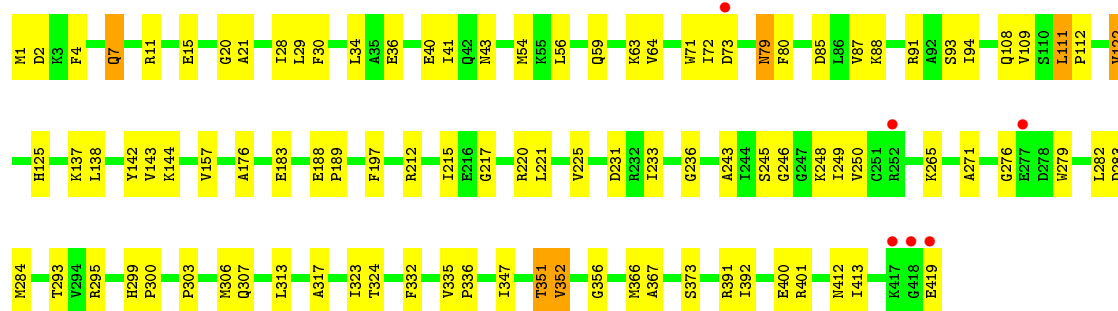 M1 D2 K3 F4 Q7 R11 E15 G20 A21 I28 L29 F30 L34 A35 E36 E40 I41 Q42 N43 M54 K55 L56 Q59 K63 V64 W71 I72 D73 N79 F80 D85 L86 V87 K88 R91 A92 S93 I94 Q108 V109 S110 L111 P112
H125 K137 L138 Y142 V143 K144 V157 A176 E183 E188 P189 F197 R212 I215 E216 G217 R220 L221 V225 D231 R232 I233 G236 A243 I244 S245 G246 G247 K248 I249 V250 C251 R252 K265 A271 G276 E277 D278 W279 L282
M284 T293 V294 R295 H299 P300 P303 M306 Q307 L313 A317 I323 T324 F332 V335 P336 I347 T351 V352 G356 M366 A367 S373 R391 I392 E400 R401 N412 I413 K417 G418 E419